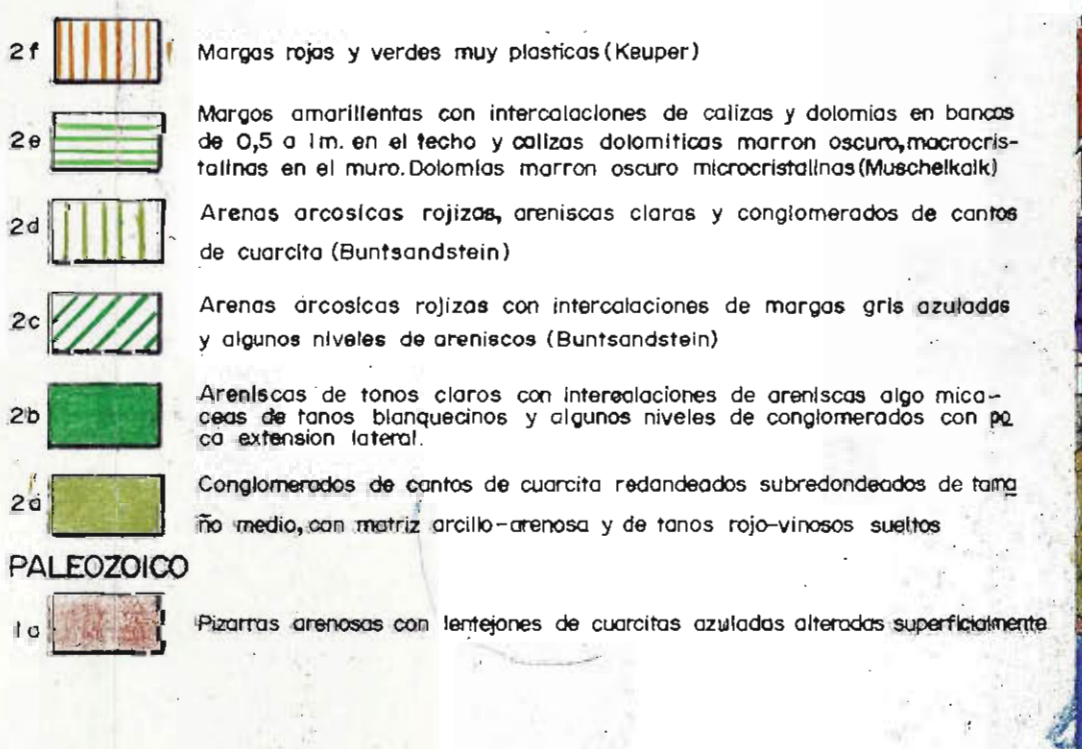 2f Margas rojas y verdes muy plasticas (Keuper)
2e Margas amarillentas con intercalaciones de calizas y dolomias en bancos
de 0,5 a 1m. en el techo y calizas dolomiticas marron oscuro, macrocris-
talinas en el muro. Dolomias marron oscuro microcristalinas (Muschelkalk)
2d Arenas arcosicas rojizas, areniscas claras y conglomerados de cantos
de cuarcita (Buntsandstein)
2c Arenas arcosicas rojizas con intercalaciones de margas gris azuladas
y algunos niveles de areniscos (Buntsandstein)
2b Areniscas de tonos claros con intercalaciones de areniscas algo mica-
ceas de tonos blanquecinos y algunos niveles de conglomerados con po
ca extension lateral.
2a Conglomerados de cantos de cuarcita redondeados subredondeados de tama
ño medio, con matriz arcillo-arenosa y de tonos rojo-vinosos sueltos
PALEOZOICO
1a Pizarras arenosas con lentejones de cuarcitas azuladas alteradas superficialmente